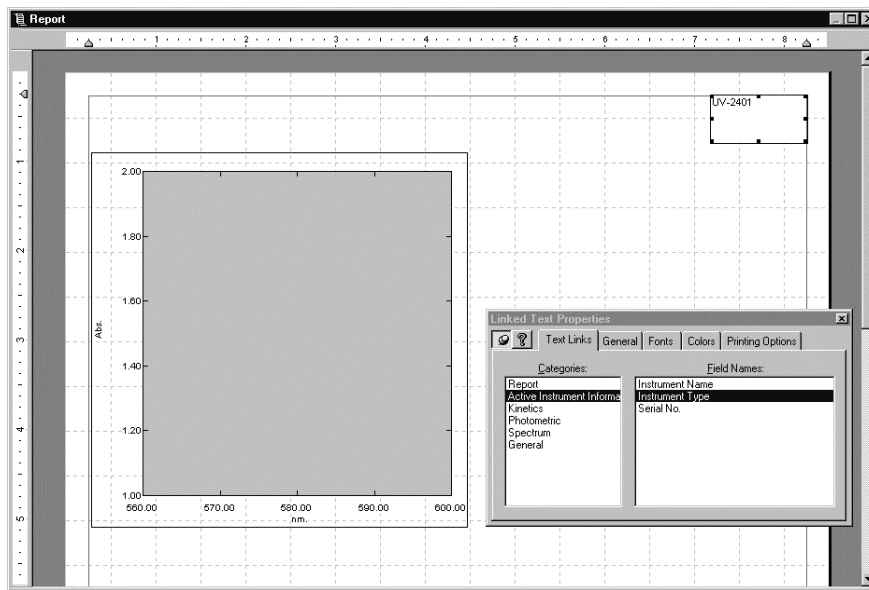 Report
1 2 3 4 5 6 7 8
UV-2401
1
2.00
1.80
2
1.60
Linked Text Properties
Abs.
3
Text Links General Fonts Colors Printing Options
1.40
Categories: Field Names:
Report Instrument Name
Active Instrument Informa Instrument Type
Kinetics Serial No.
4
Photometric
1.20
Spectrum
General
1.00
560.00 570.00 580.00 590.00 600.00
5
nm.